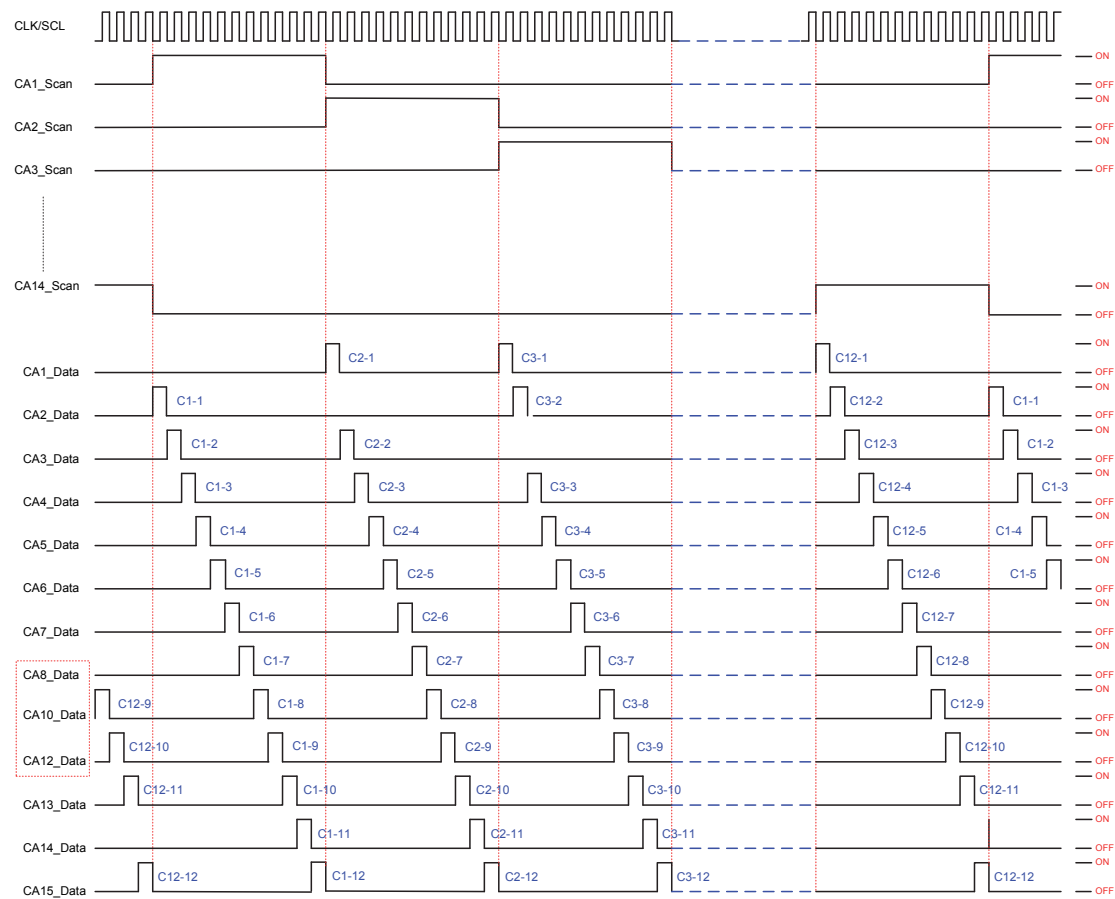 CLK/SCL
ON
CA1_Scan OFF
ON
CA2_Scan OFF
ON
CA3_Scan OFF
CA14_Scan ON
OFF
ON
CA1_Data C2-1 C3-1 C12-1 OFF
ON
CA2_Data C1-1 C3-2 C12-2 C1-1 OFF
ON
CA3_Data C1-2 C2-2 C12-3 C1-2 OFF
ON
CA4_Data C1-3 C2-3 C3-3 C12-4 C1-3 OFF
ON
CA5_Data C1-4 C2-4 C3-4 C12-5 C1-4 OFF
ON
CA6_Data C1-5 C2-5 C3-5 C12-6 C1-5 OFF
ON
CA7_Data C1-6 C2-6 C3-6 C12-7 OFF
ON
CA8_Data C1-7 C2-7 C3-7 C12-8 OFF
ON
CA10_Data C12-9 C1-8 C2-8 C3-8 C12-9 OFF
ON
CA12_Data C12-10 C1-9 C2-9 C3-9 C12-10 OFF
ON
CA13_Data C12-11 C1-10 C2-10 C3-10 C12-11 OFF
ON
CA14_Data C1-11 C2-11 C3-11 OFF
ON
CA15_Data C12-12 C1-12 C2-12 C3-12 C12-12 OFF